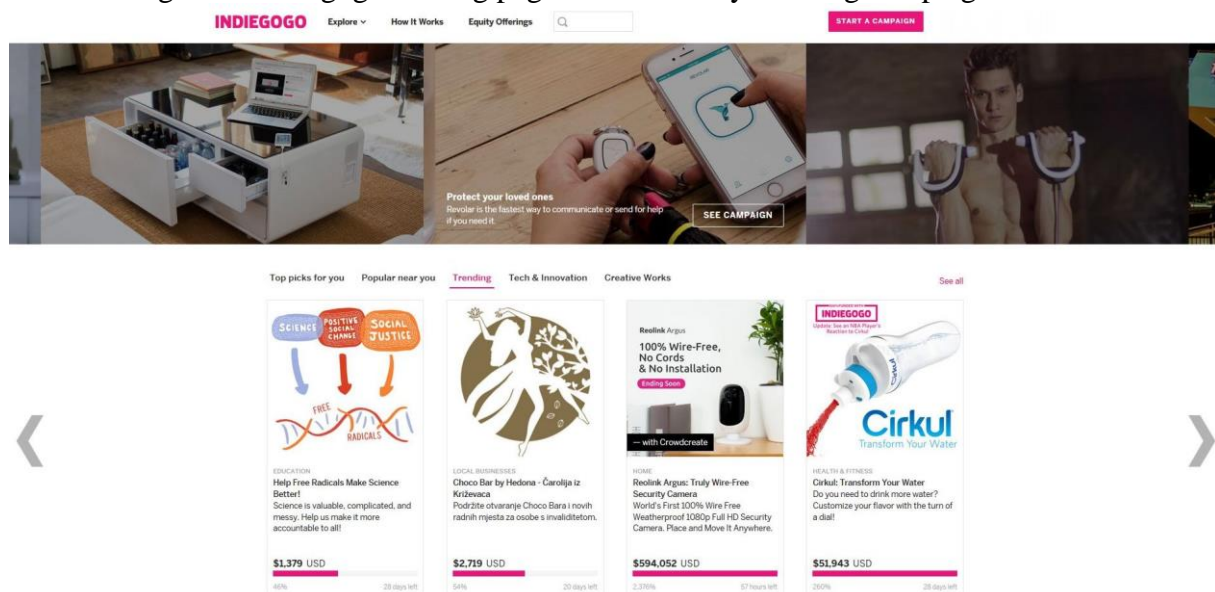 INDIEGOGO Explore How It Works Equity Offerings START A CAMPAIGN
Protect your loved ones
Revolar is the fastest way to communicate or send for help
if you need it.
SEE CAMPAIGN
Top picks for you Popular near you Trending Tech & Innovation Creative Works See all
SCIENCE
POSITIVE
SOCIAL
CHANGE
SOCIAL
JUSTICE
FREE
RADICALS
EDUCATION
Help Free Radicals Make Science
Better!
Science is valuable, complicated, and
messy. Help us make it more
accountable to all!
$1,379 USD
46% 28 days left
LOCAL BUSINESSES
Choco Bar by Hedona - Čarolija iz
Križevaca
Podržite otvaranje Choco Bara i novih
radnih mjesta za osobe s invaliditetom.
$2,719 USD
54% 20 days left
Reolink Argus
100% Wire-Free,
No Cords
& No Installation
Ending Soon
— with Crowdcreate
HOME
Reolink Argus: Truly Wire-Free
Security Camera
World's First 100% Wire Free
Weatherproof 1080p Full HD Security
Camera. Place and Move It Anywhere.
$594,052 USD
2,376% 57 hours left
INDIEGOGO
Update: See an NBA Player's
Reaction to Cirkul
Cirkul
Transform Your Water
HEALTH & FITNESS
Cirkul: Transform Your Water
Do you need to drink more water?
Customize your flavor with the turn of
a dial!
$51,943 USD
260% 28 days left